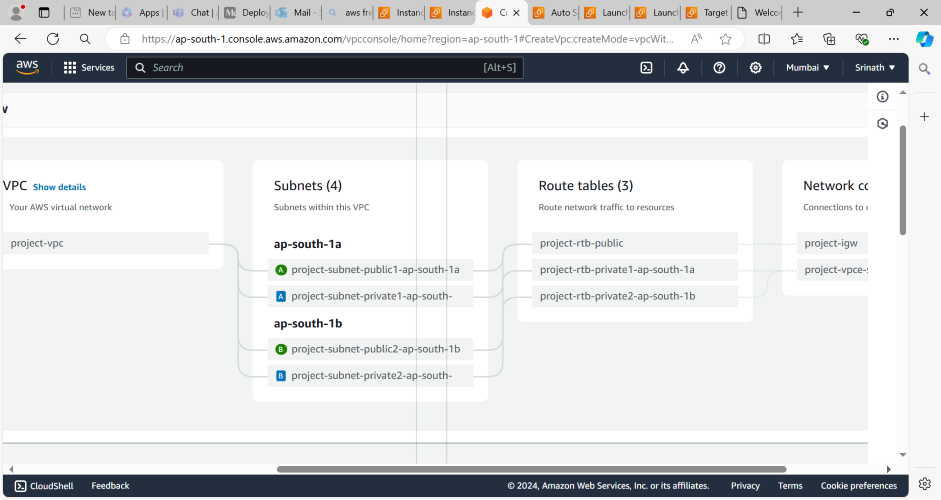 New ta
Apps |
Chat |
Deploy
Mail -
aws fre
Instanc
Instanc
Cr
Auto S
Launch
Launch
Target
Welco
https://ap-south-1.console.aws.amazon.com/vpcconsole/home?region=ap-south-1#CreateVpc:createMode=vpcWit...
aws
Services
Search
[Alt+S]
Mumbai ▼
Srinath ▼
w
VPC Show details
Your AWS virtual network
project-vpc
Subnets (4)
Subnets within this VPC
ap-south-1a
A project-subnet-public1-ap-south-1a
A project-subnet-private1-ap-south-
ap-south-1b
B project-subnet-public2-ap-south-1b
B project-subnet-private2-ap-south-
Route tables (3)
Route network traffic to resources
project-rtb-public
project-rtb-private1-ap-south-1a
project-rtb-private2-ap-south-1b
Network co
Connections to o
project-igw
project-vpce-s
CloudShell
Feedback
© 2024, Amazon Web Services, Inc. or its affiliates.
Privacy
Terms
Cookie preferences